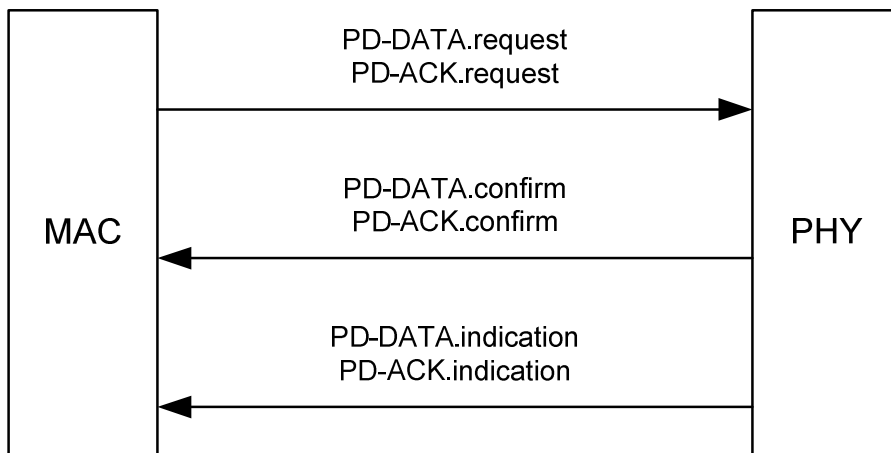 PD-DATA.request
PD-ACK.request
PD-DATA.confirm
PD-ACK.confirm
MAC
PHY
PD-DATA.indication
PD-ACK.indication